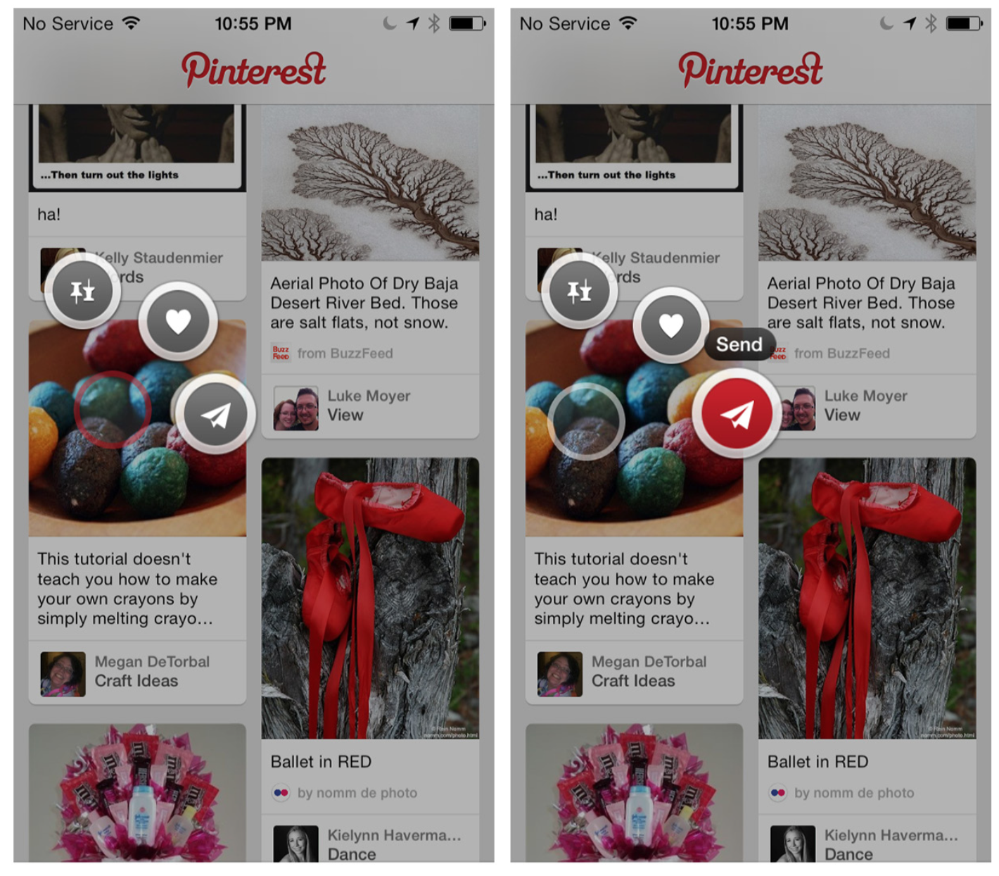 No Service
10:55 PM
Pinterest
...Then turn out the lights
ha!
Kelly Staudenmier
Aerial Photo Of Dry Baja
Desert River Bed. Those
are salt flats, not snow.
Buzz
FeeD
from BuzzFeed
Luke Moyer
View
This tutorial doesn't
teach you how to make
your own crayons by
simply melting crayo...
Megan DeTorbal
Craft Ideas
Ballet in RED
by nomm de photo
Kielynn Haverma...
Dance
No Service
10:55 PM
Pinterest
...Then turn out the lights
ha!
Kelly Staudenmier
Send
Aerial Photo Of Dry Baja
Desert River Bed. Those
are salt flats, not snow.
from BuzzFeed
Luke Moyer
View
This tutorial doesn't
teach you how to make
your own crayons by
simply melting crayo...
Megan DeTorbal
Craft Ideas
Ballet in RED
by nomm de photo
Kielynn Haverma...
Dance